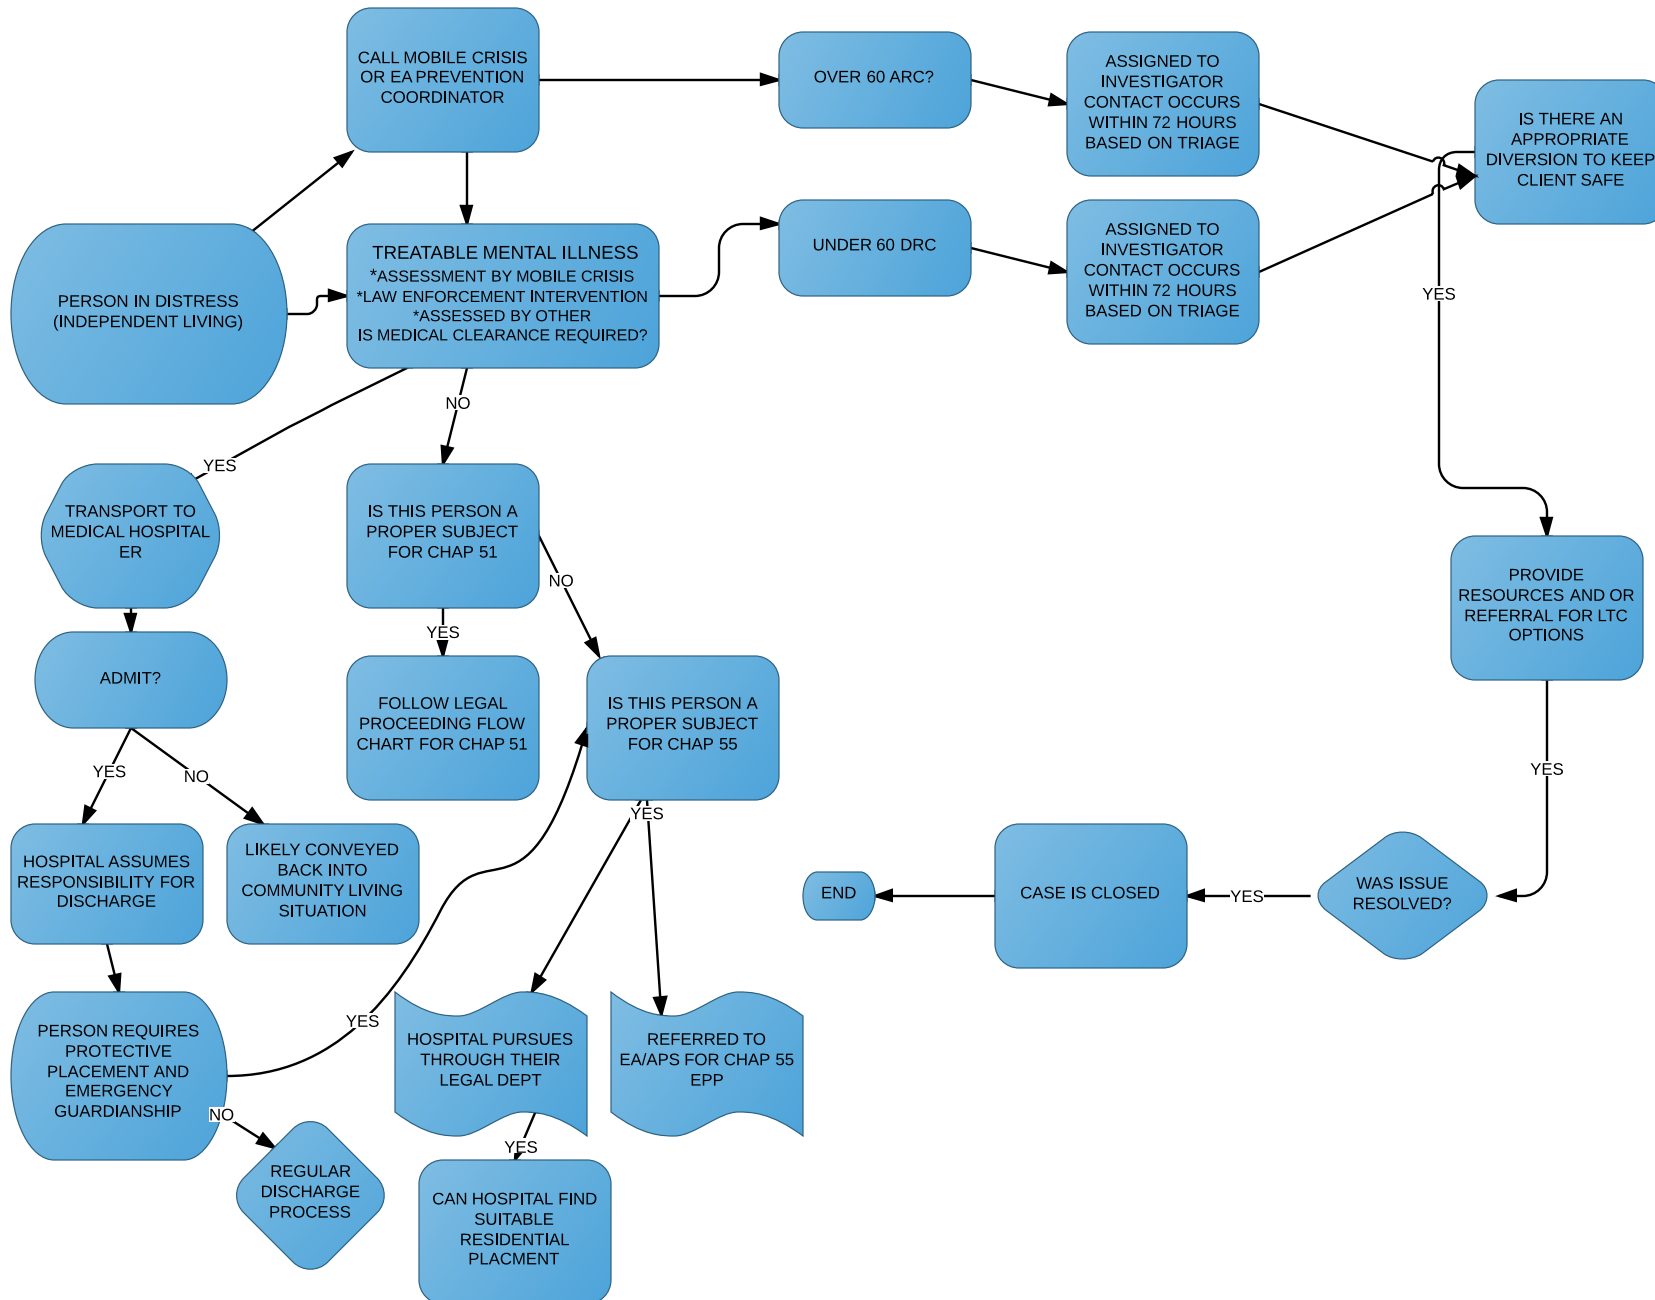 CALL MOBILE CRISIS
OR EA PREVENTION
COORDINATOR
OVER 60 ARC?
ASSIGNED TO
INVESTIGATOR
CONTACT OCCURS
WITHIN 72 HOURS
BASED ON TRIAGE
IS THERE AN
APPROPRIATE
DIVERSION TO KEEP
CLIENT SAFE
PERSON IN DISTRESS
(INDEPENDENT LIVING)
TREATABLE MENTAL ILLNESS
*ASSESSMENT BY MOBILE CRISIS
*LAW ENFORCEMENT INTERVENTION
*ASSESSED BY OTHER
IS MEDICAL CLEARANCE REQUIRED?
UNDER 60 DRC
ASSIGNED TO
INVESTIGATOR
CONTACT OCCURS
WITHIN 72 HOURS
BASED ON TRIAGE
YES
NO
YES
TRANSPORT TO
MEDICAL HOSPITAL
ER
IS THIS PERSON A
PROPER SUBJECT
FOR CHAP 51
NO
YES
PROVIDE
RESOURCES AND OR
REFERRAL FOR LTC
OPTIONS
ADMIT?
FOLLOW LEGAL
PROCEEDING FLOW
CHART FOR CHAP 51
IS THIS PERSON A
PROPER SUBJECT
FOR CHAP 55
YES
NO
YES
YES
HOSPITAL ASSUMES
RESPONSIBILITY FOR
DISCHARGE
LIKELY CONVEYED
BACK INTO
COMMUNITY LIVING
SITUATION
END
CASE IS CLOSED
YES
WAS ISSUE
RESOLVED?
PERSON REQUIRES
PROTECTIVE
PLACEMENT AND
EMERGENCY
GUARDIANSHIP
YES
HOSPITAL PURSUES
THROUGH THEIR
LEGAL DEPT
REFERRED TO
EA/APS FOR CHAP 55
EPP
NO
YES
REGULAR
DISCHARGE
PROCESS
CAN HOSPITAL FIND
SUITABLE
RESIDENTIAL
PLACMENT